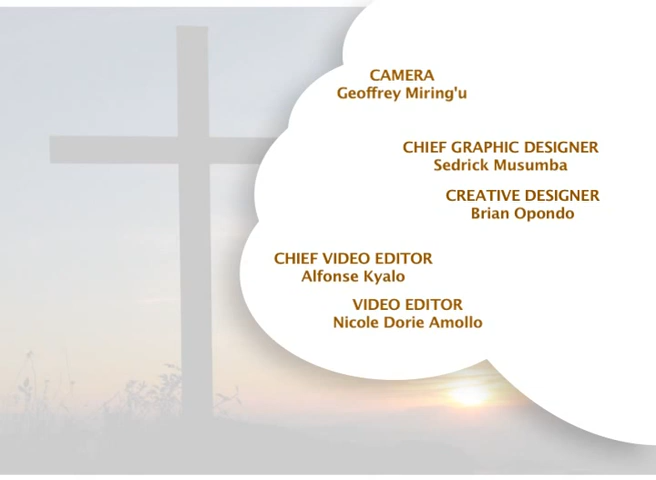 CAMERA
Geoffrey Miring'u
CHIEF GRAPHIC DESIGNER
Sedrick Musumba
CREATIVE DESIGNER
Brian Opondo
CHIEF VIDEO EDITOR
Alfonse Kyalo
VIDEO EDITOR
Nicole Dorie Amollo